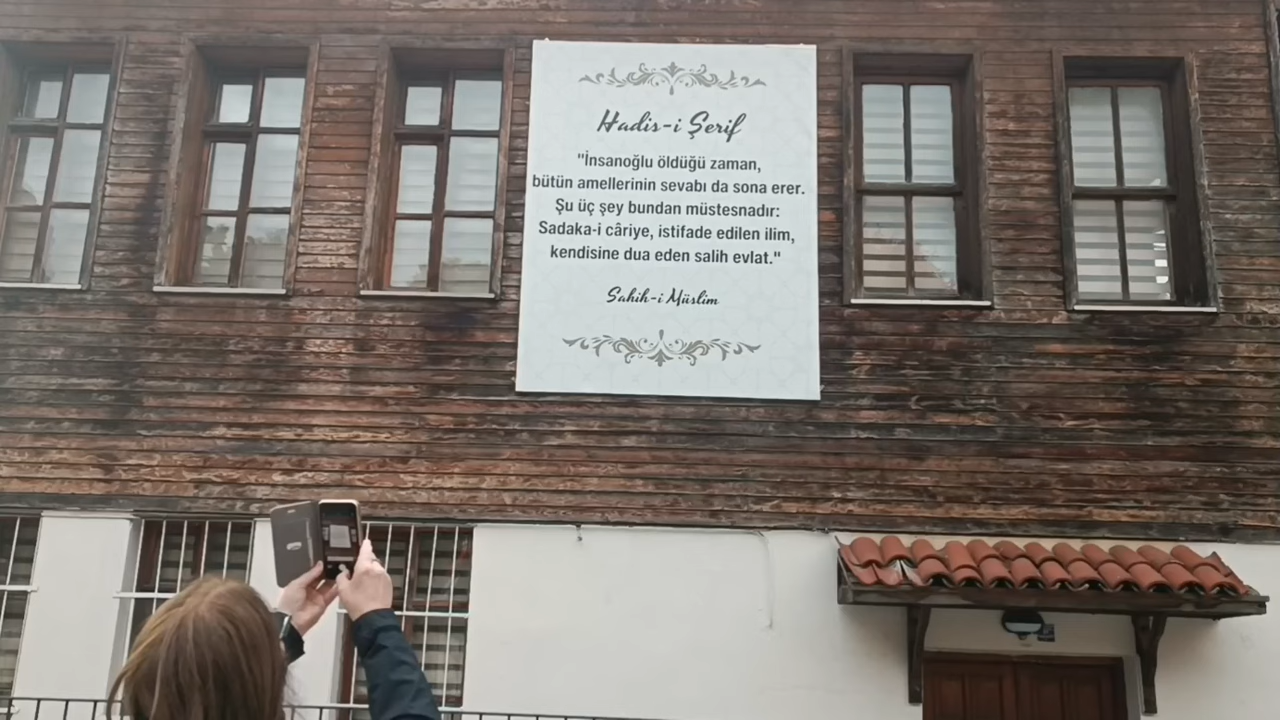 Hadis-i Şerif
"İnsanoğlu öldüğü zaman,
bütün amellerinin sevabı da sona erer.
Şu üç şey bundan müstesnadır:
Sadaka-i câriye, istifade edilen ilim,
kendisine dua eden salih evlat."
Sahih-i Müslim